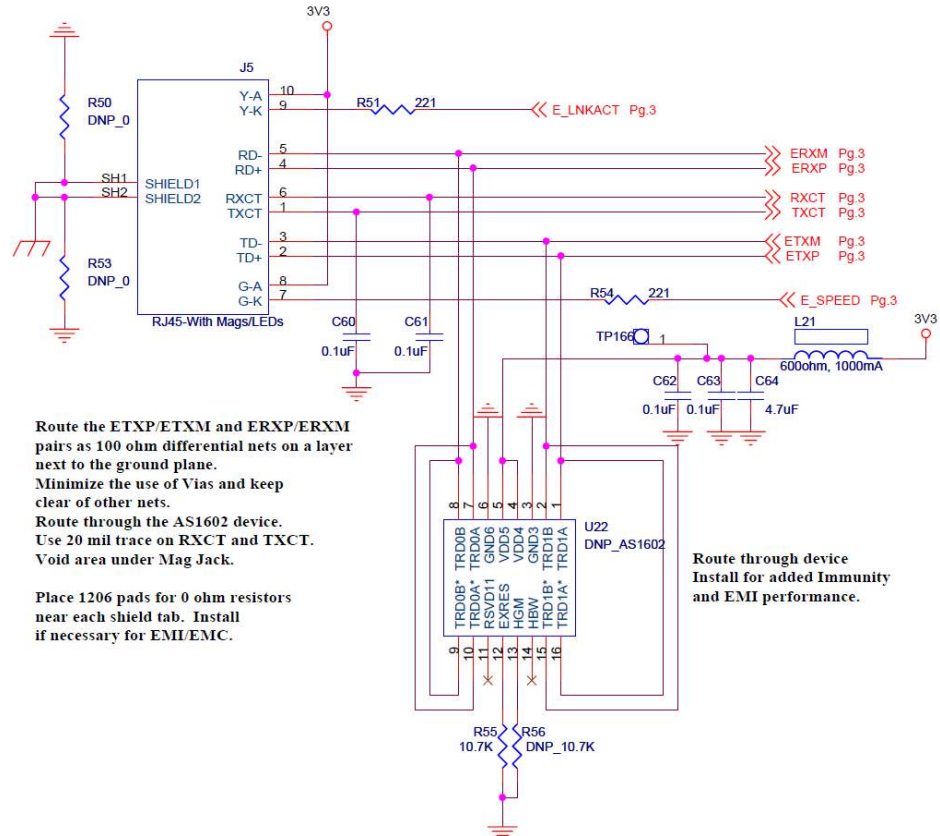 3V3
J5
R50
DNP_0
Y-A 10
Y-K 9
R51 221
E_LNKACT Pg.3
RD- 5
RD+ 4
ERXM Pg.3
ERXP Pg.3
SH1
SH2
SHIELD1
SHIELD2
RXCT 6
TXCT 1
RXCT Pg.3
TXCT Pg.3
TD- 3
TD+ 2
ETXM Pg.3
ETXP Pg.3
R53
DNP_0
G-A 8
G-K 7
R54 221
E_SPEED Pg.3
RJ45-With Mags/LEDs
C60
0.1uF
C61
0.1uF
TP166
1
L21
3V3
600ohm, 1000mA
C62
0.1uF
C63
0.1uF
C64
4.7uF
Route the ETXP/ETXM and ERXP/ERXM
pairs as 100 ohm differential nets on a layer
next to the ground plane.
Minimize the use of Vias and keep
clear of other nets.
Route through the AS1602 device.
Use 20 mil trace on RXCT and TXCT.
Void area under Mag Jack.
Place 1206 pads for 0 ohm resistors
near each shield tab. Install
if necessary for EMI/EMC.
8 7 6 5 4 3 2 1
TRD0B TRD0A GND6 VDD5 VDD4 GND3 TRD1B TRD1A
U22
DNP_AS1602
TRD0B* TRD0A* RSVD11 EXRES HGM HBW TRD1B* TRD1A*
9 10 11 12 13 14 15 16
Route through device
Install for added Immunity
and EMI performance.
R55
10.7K
R56
DNP_10.7K